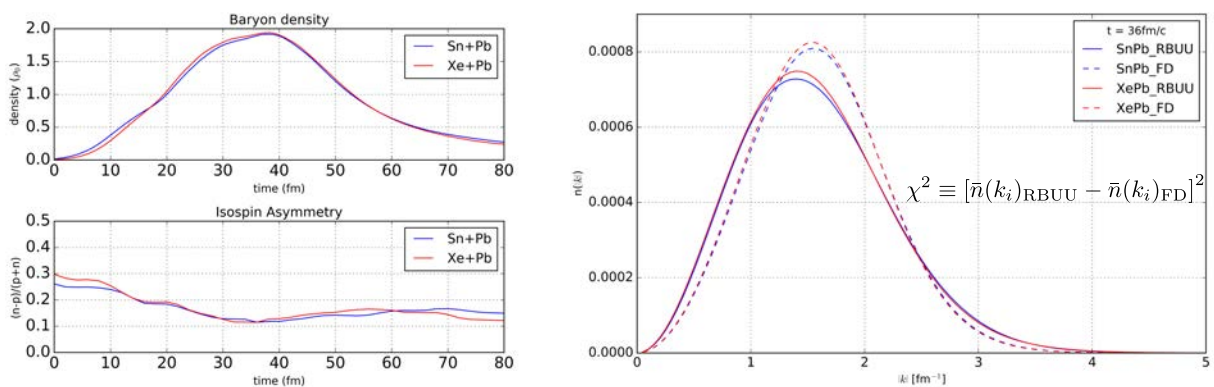 Baryon density
density (ρ₀)
2.0
1.5
1.0
0.5
0.0
Sn+Pb
Xe+Pb
0 10 20 30 40 50 60 70 80
time (fm)
Isospin Asymmetry
(n-p)/(p+n)
0.5
0.4
0.3
0.2
0.1
0.0
Sn+Pb
Xe+Pb
0 10 20 30 40 50 60 70 80
time (fm)
n(|k|)
0.0008
0.0006
0.0004
0.0002
0.0000
t = 36fm/c
SnPb_RBUU
SnPb_FD
XePb_RBUU
XePb_FD
χ² ≡ [n̄(kᵢ)RBUU − n̄(kᵢ)FD]²
0 1 2 3 4 5
|k| [fm⁻¹]